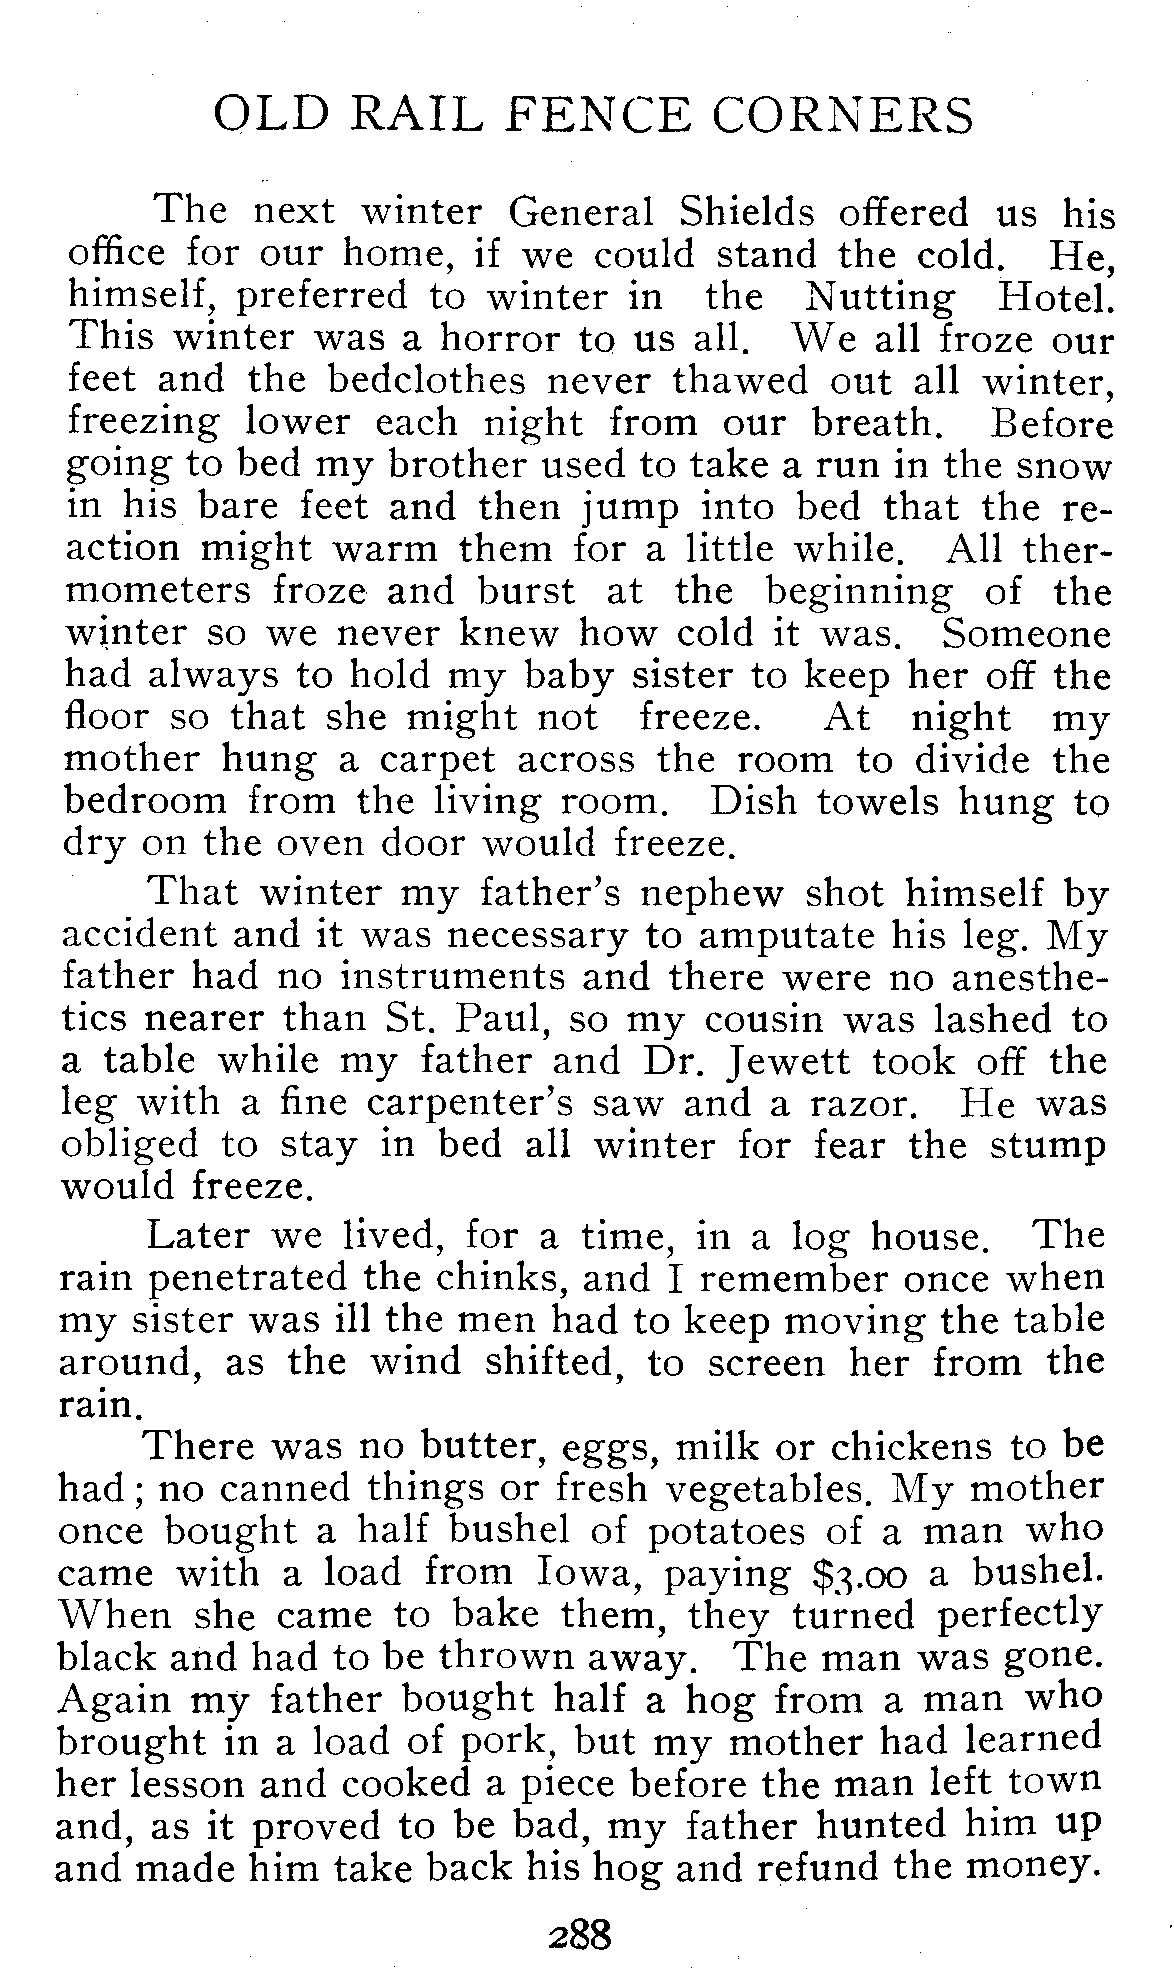 OLD RAIL FENCE CORNERS
The next winter General Shields offered us his
office for our home, if we could stand the cold. He,
himself, preferred to winter in the Nutting Hotel.
This winter was a horror to us all. We all froze our
feet and the bedclothes never thawed out all winter,
freezing lower each night from our breath. Before
going to bed my brother used to take a run in the snow
in his bare feet and then jump into bed that the re-
action might warm them for a little while. All ther-
mometers froze and burst at the beginning of the
winter so we never knew how cold it was. Someone
had always to hold my baby sister to keep her off the
floor so that she might not freeze. At night my
mother hung a carpet across the room to divide the
bedroom from the living room. Dish towels hung to
dry on the oven door would freeze.
That winter my father's nephew shot himself by
accident and it was necessary to amputate his leg. My
father had no instruments and there were no anesthe-
tics nearer than St. Paul, so my cousin was lashed to
a table while my father and Dr. Jewett took off the
leg with a fine carpenter's saw and a razor. He was
obliged to stay in bed all winter for fear the stump
would freeze.
Later we lived, for a time, in a log house. The
rain penetrated the chinks, and I remember once when
my sister was ill the men had to keep moving the table
around, as the wind shifted, to screen her from the
rain.
There was no butter, eggs, milk or chickens to be
had; no canned things or fresh vegetables. My mother
once bought a half bushel of potatoes of a man who
came with a load from Iowa, paying $3.00 a bushel.
When she came to bake them, they turned perfectly
black and had to be thrown away. The man was gone.
Again my father bought half a hog from a man who
brought in a load of pork, but my mother had learned
her lesson and cooked a piece before the man left town
and, as it proved to be bad, my father hunted him up
and made him take back his hog and refund the money.
288